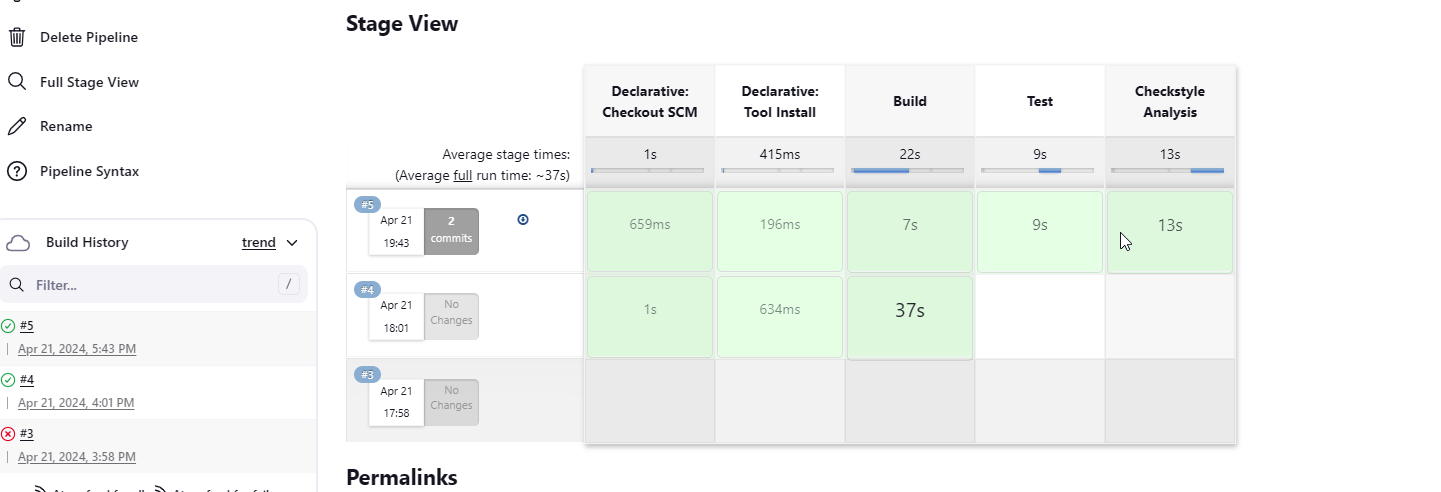 Delete Pipeline
Full Stage View
Rename
Pipeline Syntax
Build History
trend
Filter...
/
#5
Apr 21, 2024, 5:43 PM
#4
Apr 21, 2024, 4:01 PM
#3
Apr 21, 2024, 3:58 PM
Stage View
Declarative:
Checkout SCM
Declarative:
Tool Install
Build
Test
Checkstyle
Analysis
Average stage times:
(Average full run time: ~37s)
1s
415ms
22s
9s
13s
#5
Apr 21
19:43
2
commits
659ms
196ms
7s
9s
13s
#4
Apr 21
18:01
No
Changes
1s
634ms
37s
#3
Apr 21
17:58
No
Changes
Permalinks